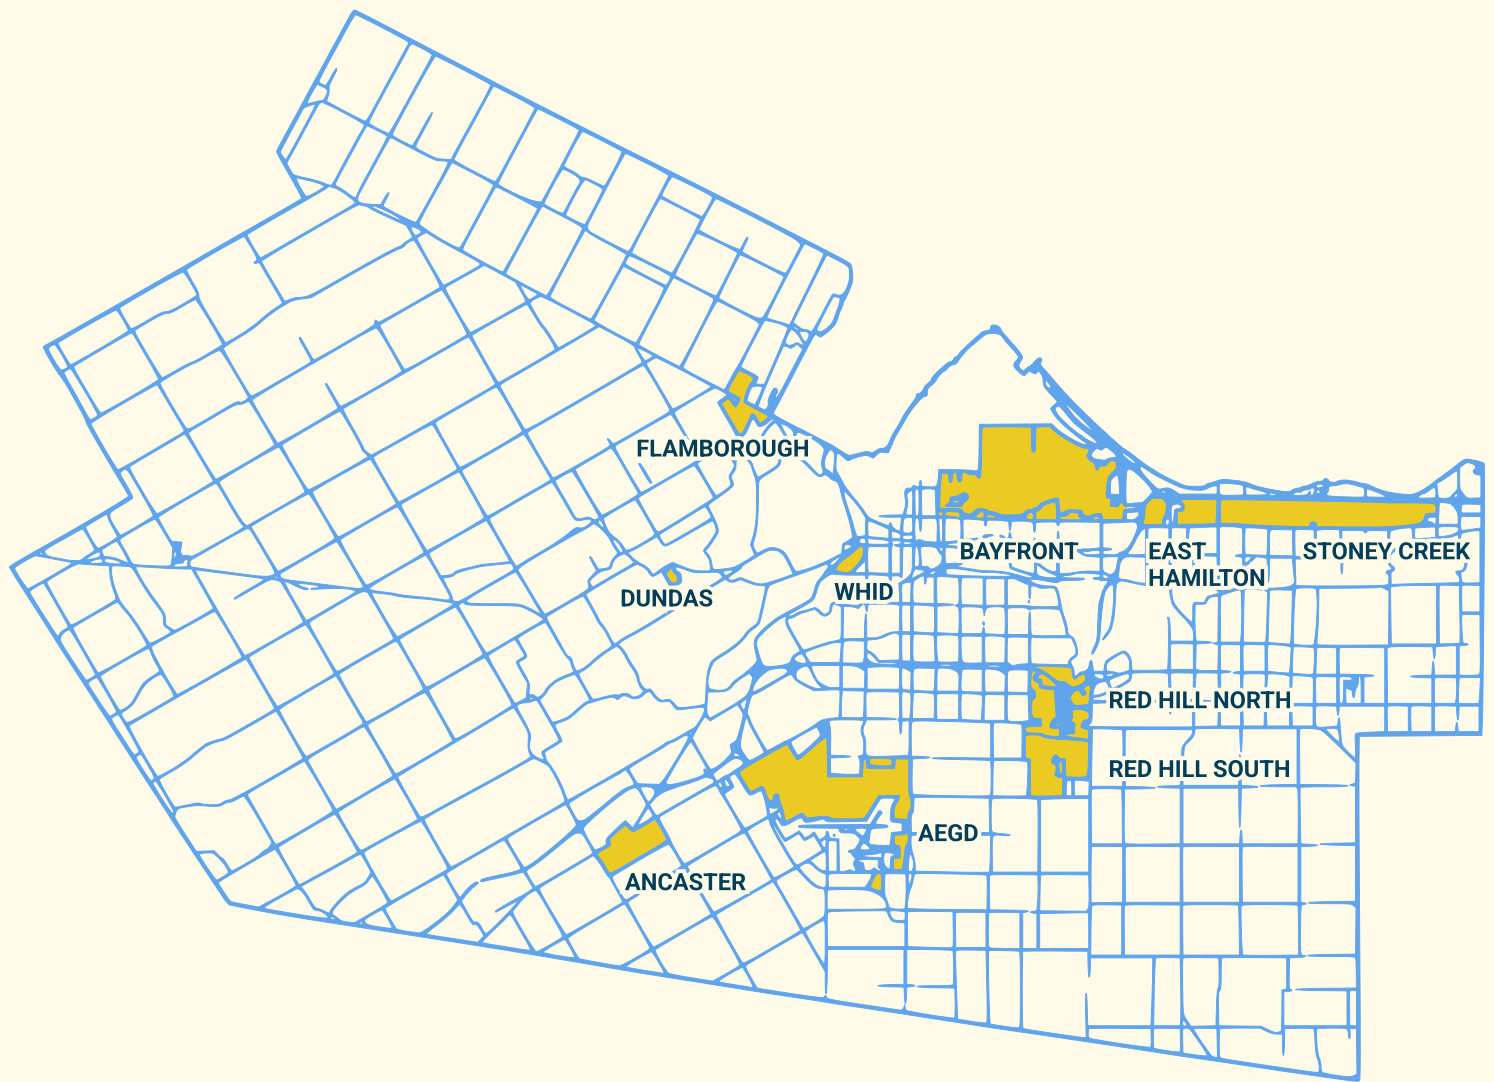 FLAMBOROUGH
BAYFRONT
EAST
HAMILTON
STONEY CREEK
DUNDAS
WHID
RED HILL NORTH
RED HILL SOUTH
AEGD
ANCASTER